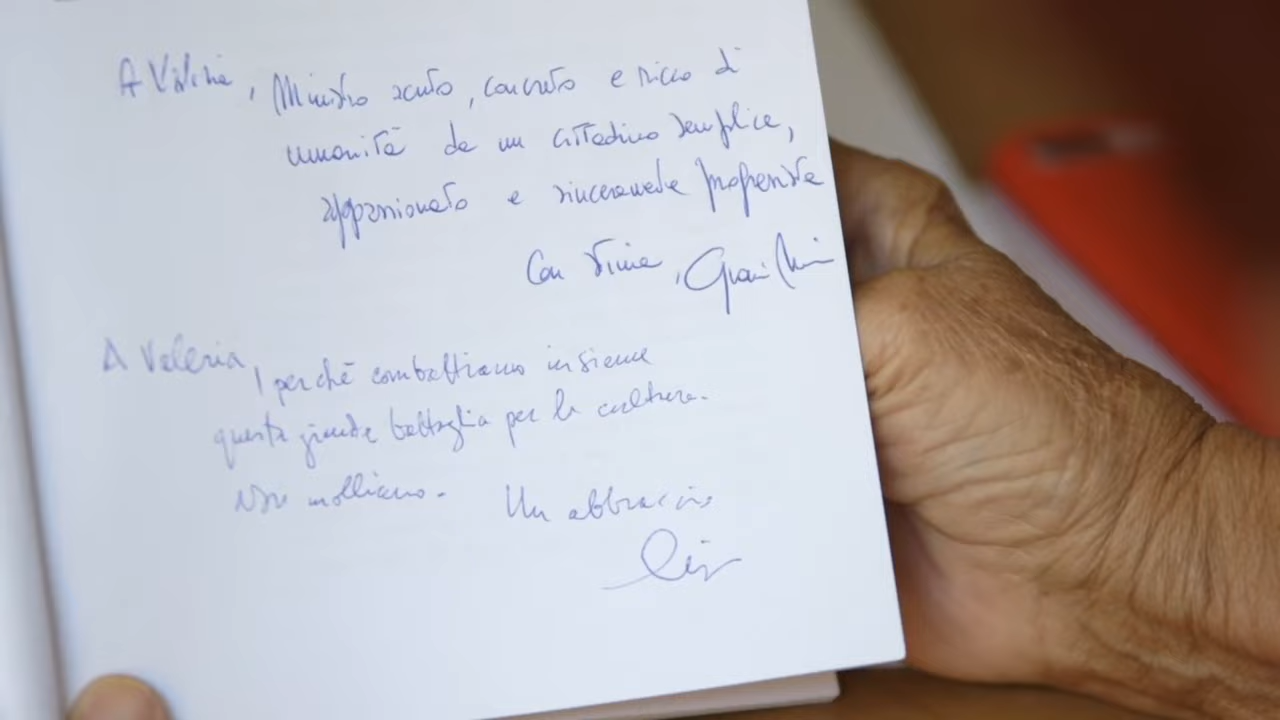 A Valeria, Ministro acuto, concreto e ricco di
umanità da un cittadino semplice,
appassionato e sinceramente
Con stima,
A Valeria, perché combattiamo insieme
questa grande battaglia per la cultura.
Non molliamo. Un abbraccio